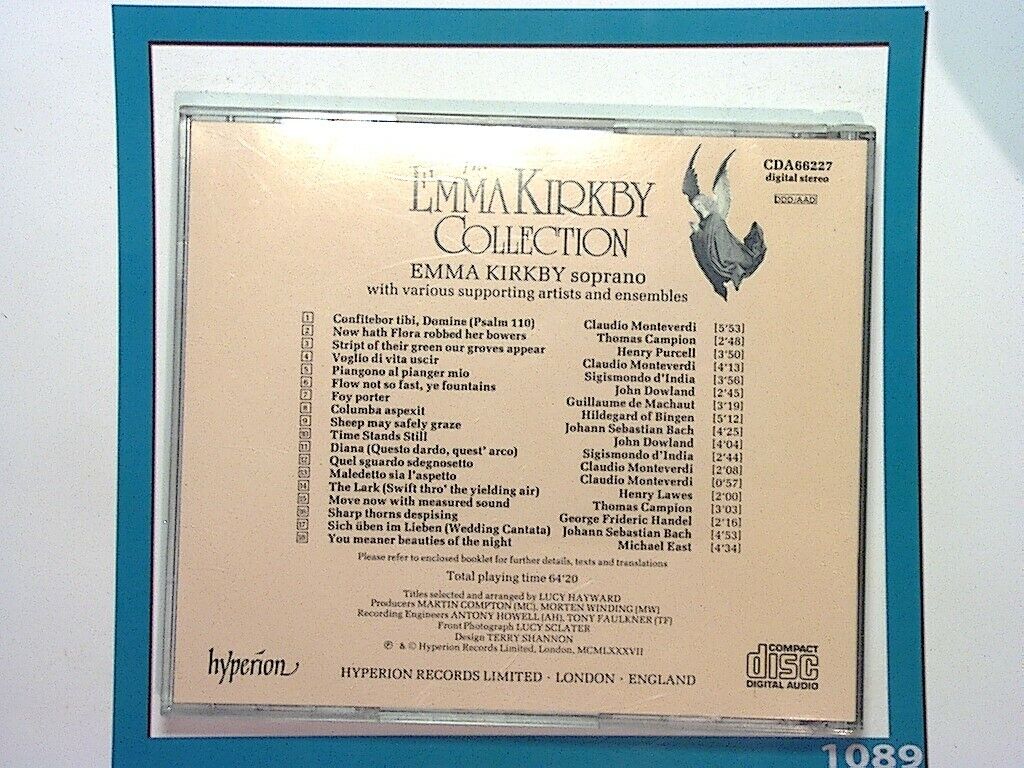 CDA66227
digital stereo
DDD/AAD
The
EMMA KIRKBY
COLLECTION
EMMA KIRKBY soprano
with various supporting artists and ensembles
1 Confitebor tibi, Domine (Psalm 110) Claudio Monteverdi [5'53]
2 Now hath Flora robbed her bowers Thomas Campion [2'48]
3 Stript of their green our groves appear Henry Purcell [3'50]
4 Voglio di vita uscir Claudio Monteverdi [4'13]
5 Piangono al pianger mio Sigismondo d'India [3'56]
6 Flow not so fast, ye fountains John Dowland [2'45]
7 Foy porter Guillaume de Machaut [3'19]
8 Columba aspexit Hildegard of Bingen [5'12]
9 Sheep may safely graze Johann Sebastian Bach [4'25]
10 Time Stands Still John Dowland [4'04]
11 Diana (Questo dardo, quest' arco) Sigismondo d'India [2'44]
12 Quel sguardo sdegnosetto Claudio Monteverdi [2'08]
13 Maledetto sia l'aspetto Claudio Monteverdi [0'57]
14 The Lark (Swift thro' the yielding air) Henry Lawes [2'00]
15 Move now with measured sound Thomas Campion [3'03]
16 Sharp thorns despising George Frideric Handel [2'16]
17 Sich üben im Lieben (Wedding Cantata) Johann Sebastian Bach [4'53]
18 You meaner beauties of the night Michael East [4'34]
Please refer to enclosed booklet for further details, texts and translations
Total playing time 64'20
Titles selected and arranged by LUCY HAYWARD
Producers MARTIN COMPTON (MC), MORTEN WINDING [MW]
Recording Engineers ANTONY HOWELL [AH], TONY FAULKNER (TF)
Front Photograph LUCY SCLATER
Design TERRY SHANNON
℗ & © Hyperion Records Limited, London, MCMLXXXVII
hyperion
HYPERION RECORDS LIMITED · LONDON · ENGLAND
COMPACT
disc
DIGITAL AUDIO
1089